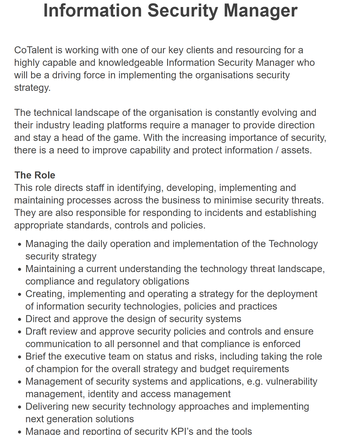 Information Security Manager
CoTalent is working with one of our key clients and resourcing for a
highly capable and knowledgeable Information Security Manager who
will be a driving force in implementing the organisations security
strategy.
The technical landscape of the organisation is constantly evolving and
their industry leading platforms require a manager to provide direction
and stay a head of the game. With the increasing importance of security,
there is a need to improve capability and protect information / assets.
The Role
This role directs staff in identifying, developing, implementing and
maintaining processes across the business to minimise security threats.
They are also responsible for responding to incidents and establishing
appropriate standards, controls and policies.
• Managing the daily operation and implementation of the Technology
security strategy
• Maintaining a current understanding the technology threat landscape,
compliance and regulatory obligations
• Creating, implementing and operating a strategy for the deployment
of information security technologies, policies and practices
• Direct and approve the design of security systems
• Draft review and approve security policies and controls and ensure
communication to all personnel and that compliance is enforced
• Brief the executive team on status and risks, including taking the role
of champion for the overall strategy and budget requirements
• Management of security systems and applications, e.g. vulnerability
management, identity and access management
• Delivering new security technology approaches and implementing
next generation solutions
• Manage and reporting of security KPI's and the tools